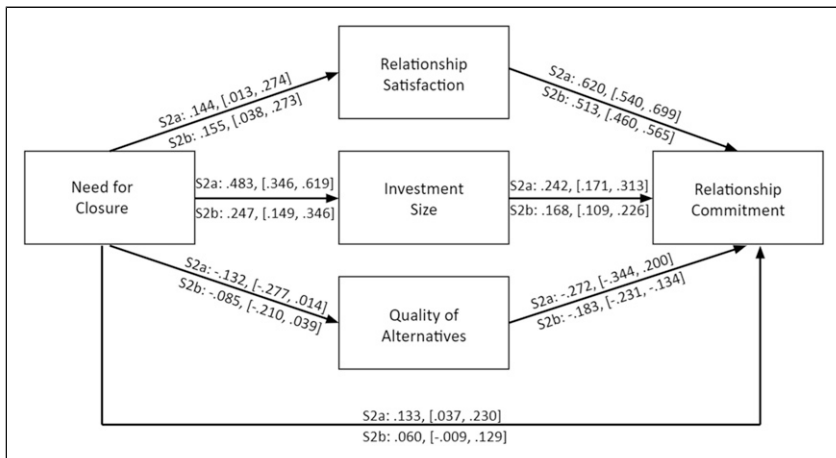 Relationship
Satisfaction
S2a: .144, [.013, .274]
S2b: .155, [.038, .273]
S2a: .620, [.540, .699]
S2b: .513, [.460, .565]
Need for
Closure
S2a: .483, [.346, .619]
S2b: .247, [.149, .346]
Investment
Size
S2a: .242, [.171, .313]
S2b: .168, [.109, .226]
Relationship
Commitment
S2a: -.132, [-.277, .014]
S2b: -.085, [-.210, .039]
Quality of
Alternatives
S2a: -.272, [-.344, .200]
S2b: -.183, [-.231, -.134]
S2a: .133, [.037, .230]
S2b: .060, [-.009, .129]